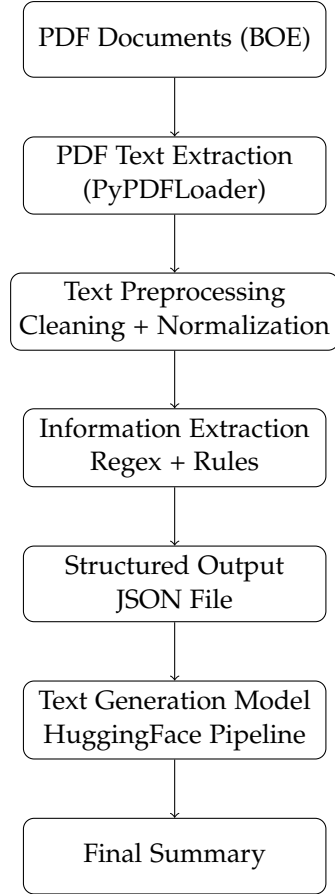 PDF Documents (BOE)
PDF Text Extraction
(PyPDFLoader)
Text Preprocessing
Cleaning + Normalization
Information Extraction
Regex + Rules
Structured Output
JSON File
Text Generation Model
HuggingFace Pipeline
Final Summary